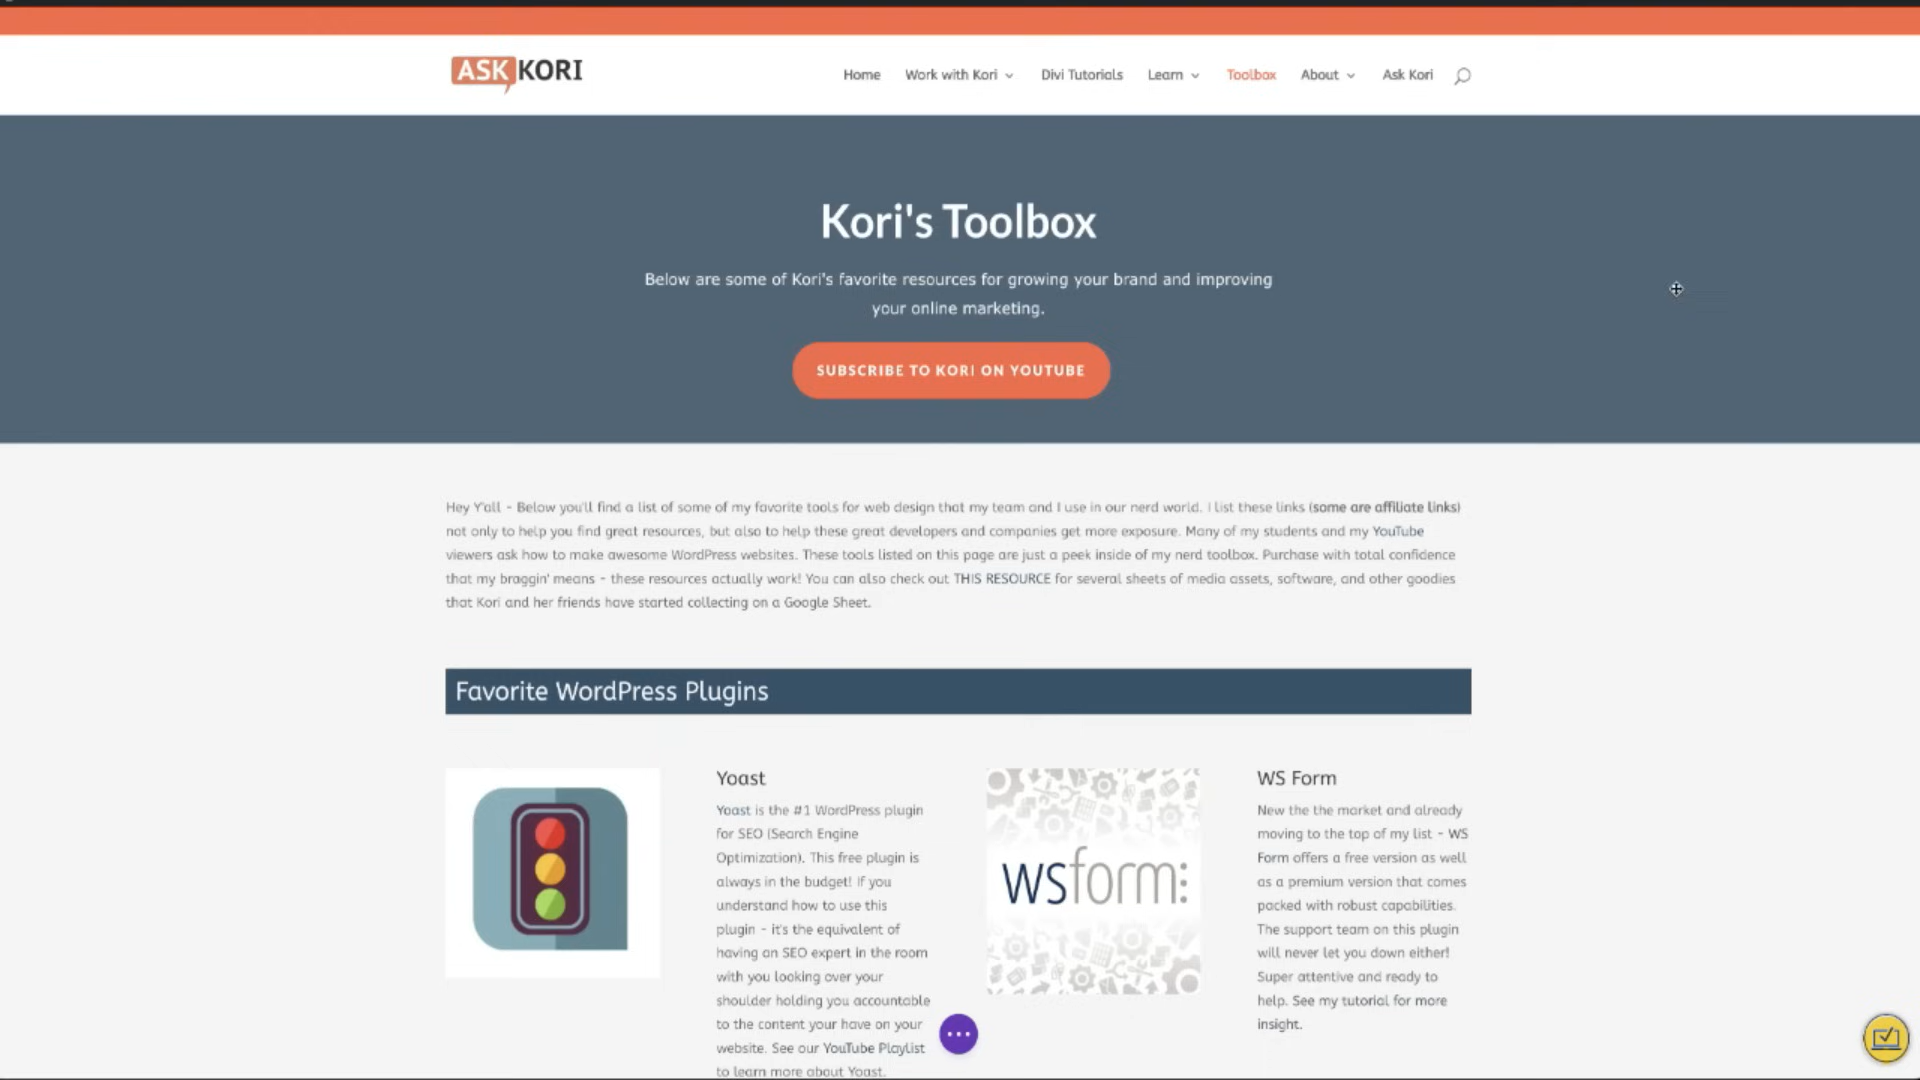 ASK KORI
Home Work with Kori Divi Tutorials Learn Toolbox About Ask Kori
Kori's Toolbox
Below are some of Kori's favorite resources for growing your brand and improving
your online marketing.
SUBSCRIBE TO KORI ON YOUTUBE
Hey Y'all - Below you'll find a list of some of my favorite tools for web design that my team and I use in our nerd world. I list these links (some are affiliate links)
not only to help you find great resources, but also to help these great developers and companies get more exposure. Many of my students and my YouTube
viewers ask how to make awesome WordPress websites. These tools listed on this page are just a peek inside of my nerd toolbox. Purchase with total confidence
that my braggin' means - these resources actually work! You can also check out THIS RESOURCE for several sheets of media assets, software, and other goodies
that Kori and her friends have started collecting on a Google Sheet.
Favorite WordPress Plugins
Yoast
Yoast is the #1 WordPress plugin
for SEO (Search Engine
Optimization). This free plugin is
always in the budget! If you
understand how to use this
plugin - it's the equivalent of
having an SEO expert in the room
with you looking over your
shoulder holding you accountable
to the content your have on your
website. See our YouTube Playlist
to learn more about Yoast.
wsform:
WS Form
New the the market and already
moving to the top of my list - WS
Form offers a free version as well
as a premium version that comes
packed with robust capabilities.
The support team on this plugin
will never let you down either!
Super attentive and ready to
help. See my tutorial for more
insight.